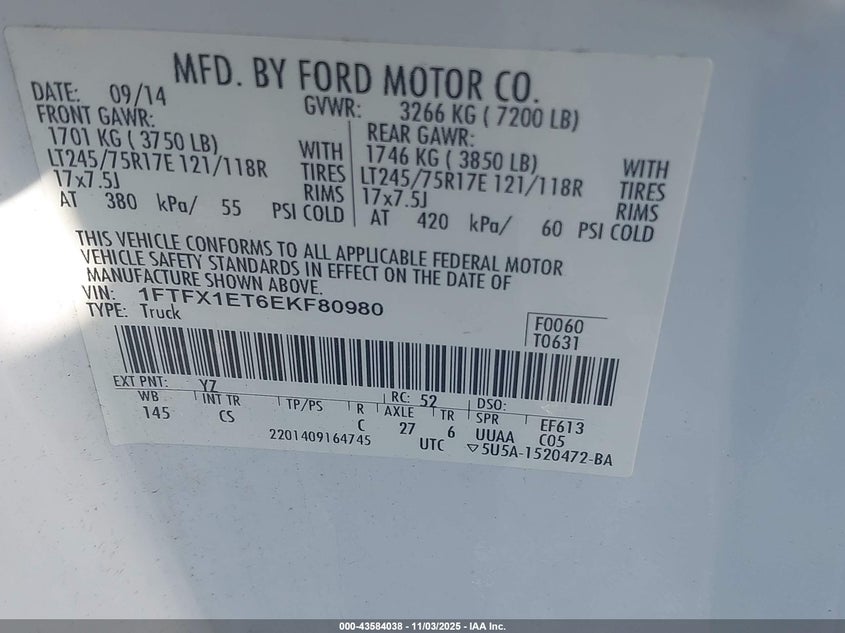 MFD. BY FORD MOTOR CO.
DATE: 09/14 GVWR: 3266 KG ( 7200 LB)
FRONT GAWR: REAR GAWR:
1701 KG ( 3750 LB) WITH 1746 KG ( 3850 LB) WITH
LT245/75R17E 121/118R TIRES LT245/75R17E 121/118R TIRES
17x7.5J RIMS 17x7.5J RIMS
AT 380 kPa/ 55 PSI COLD AT 420 kPa/ 60 PSI COLD
THIS VEHICLE CONFORMS TO ALL APPLICABLE FEDERAL MOTOR
VEHICLE SAFETY STANDARDS IN EFFECT ON THE DATE OF
MANUFACTURE SHOWN ABOVE.
VIN: 1FTFX1ET6EKF80980
TYPE: Truck
F0060
T0631
EXT PNT: YZ RC: 52 DSO:
WB INT TR TP/PS R AXLE TR SPR EF613
145 CS C 27 6 UUAA C05
2201409164745 UTC ▽5U5A-1520472-BA
000-43584038 - 11/03/2025 - IAA Inc.